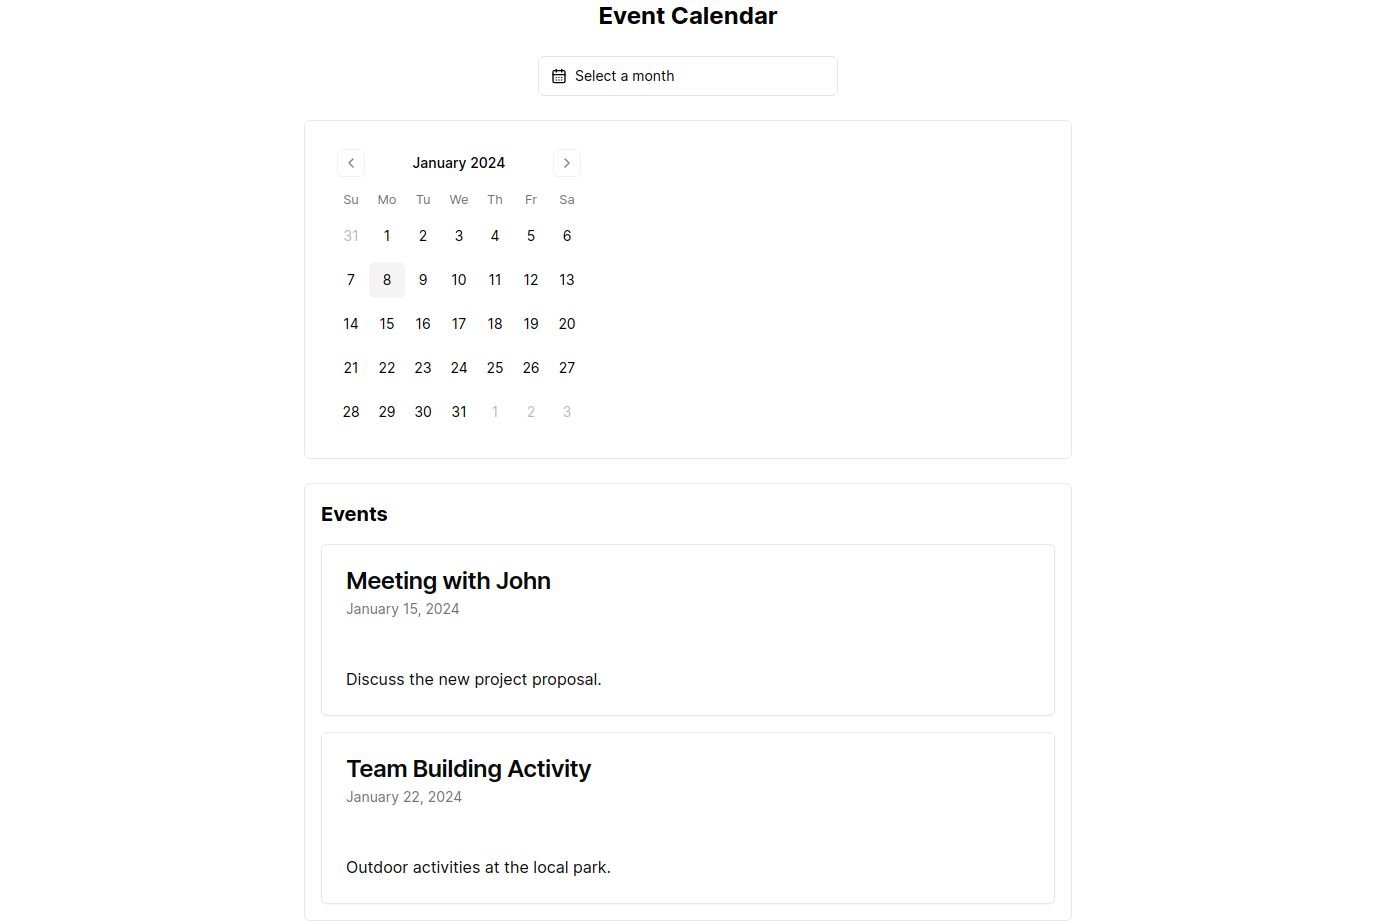 Event Calendar
Select a month
January 2024
Su Mo Tu We Th Fr Sa
31 1 2 3 4 5 6
7 8 9 10 11 12 13
14 15 16 17 18 19 20
21 22 23 24 25 26 27
28 29 30 31 1 2 3
Events
Meeting with John
January 15, 2024
Discuss the new project proposal.
Team Building Activity
January 22, 2024
Outdoor activities at the local park.